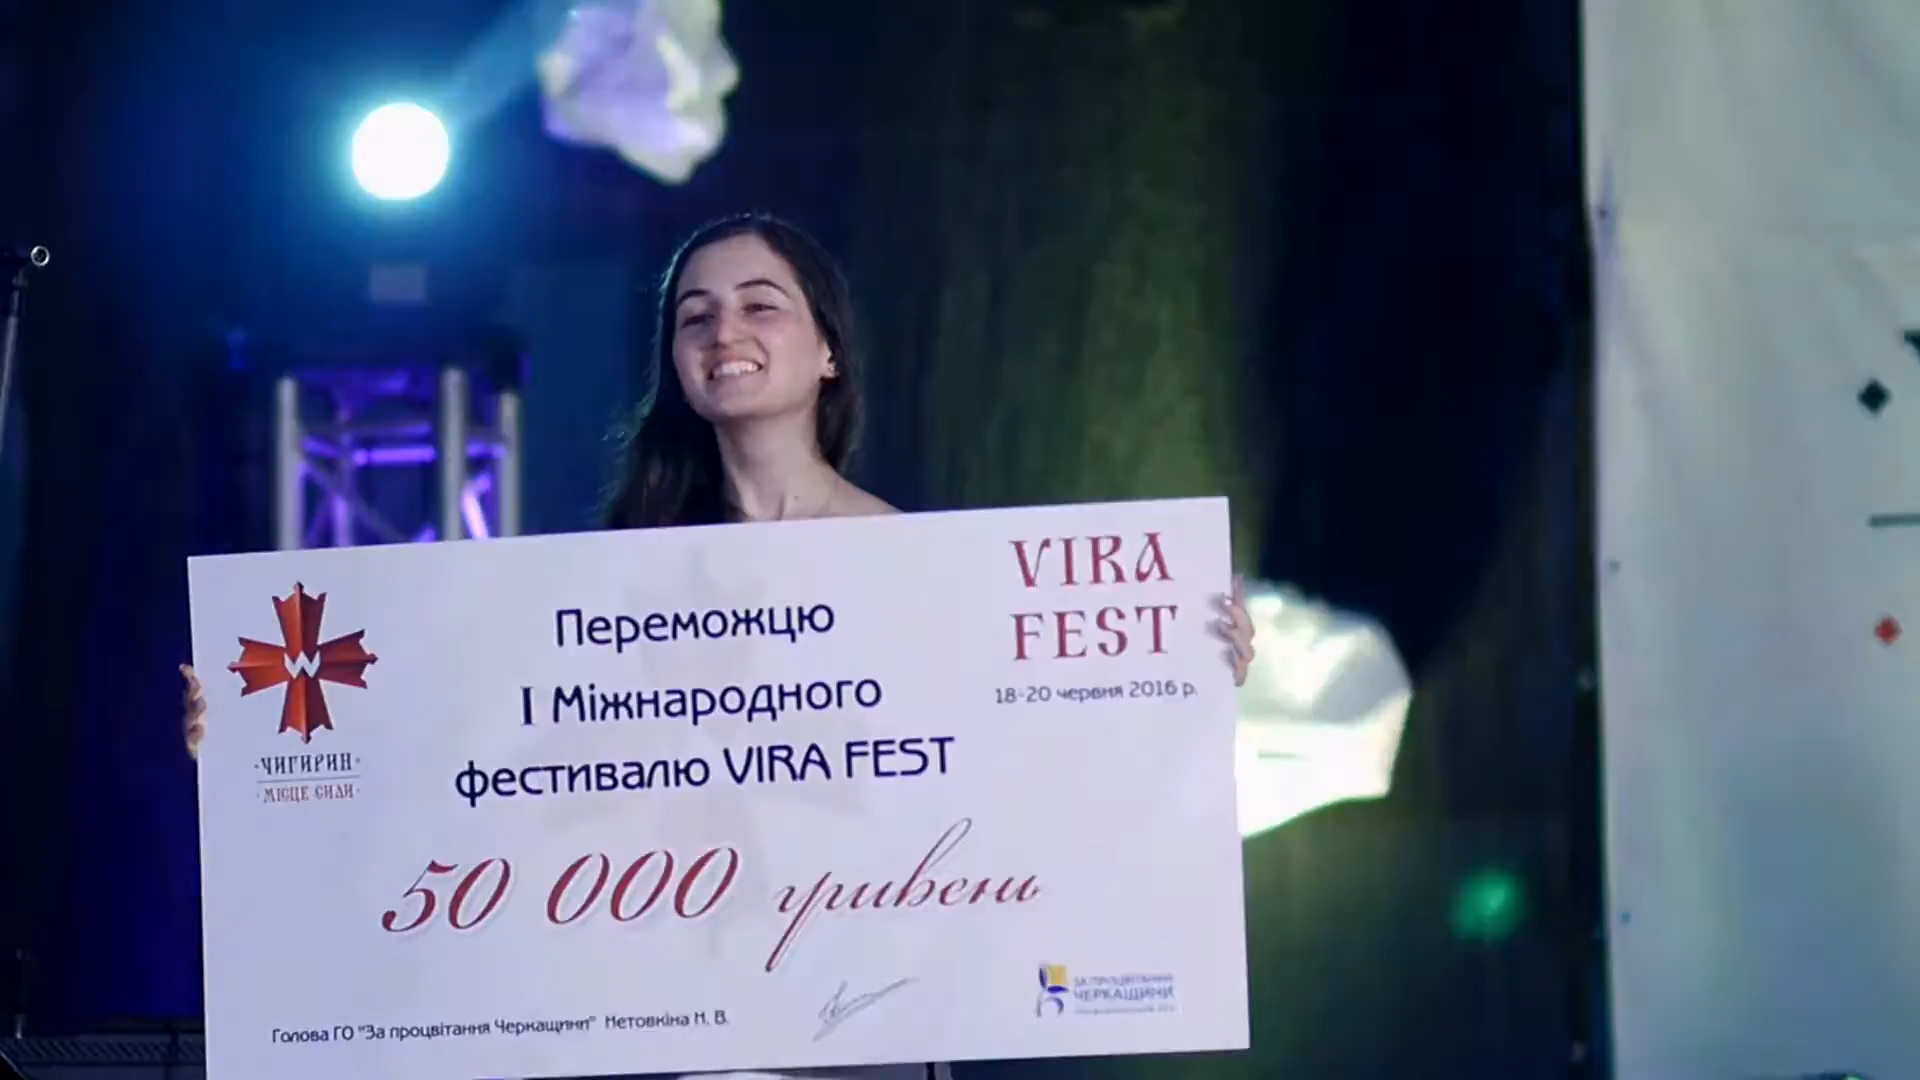 VIRA
FEST
18-20 червня 2016 р.
Переможцю
I Міжнародного
фестивалю VIRA FEST
50 000 гривень
W
·ЧИГИРИН·
·МІСЦЕ СИЛИ·
Голова ГО "За процвітання Черкащини" Нетовкіна Н. В.
ЗА ПРОЦВІТАННЯ
ЧЕРКАЩИНИ